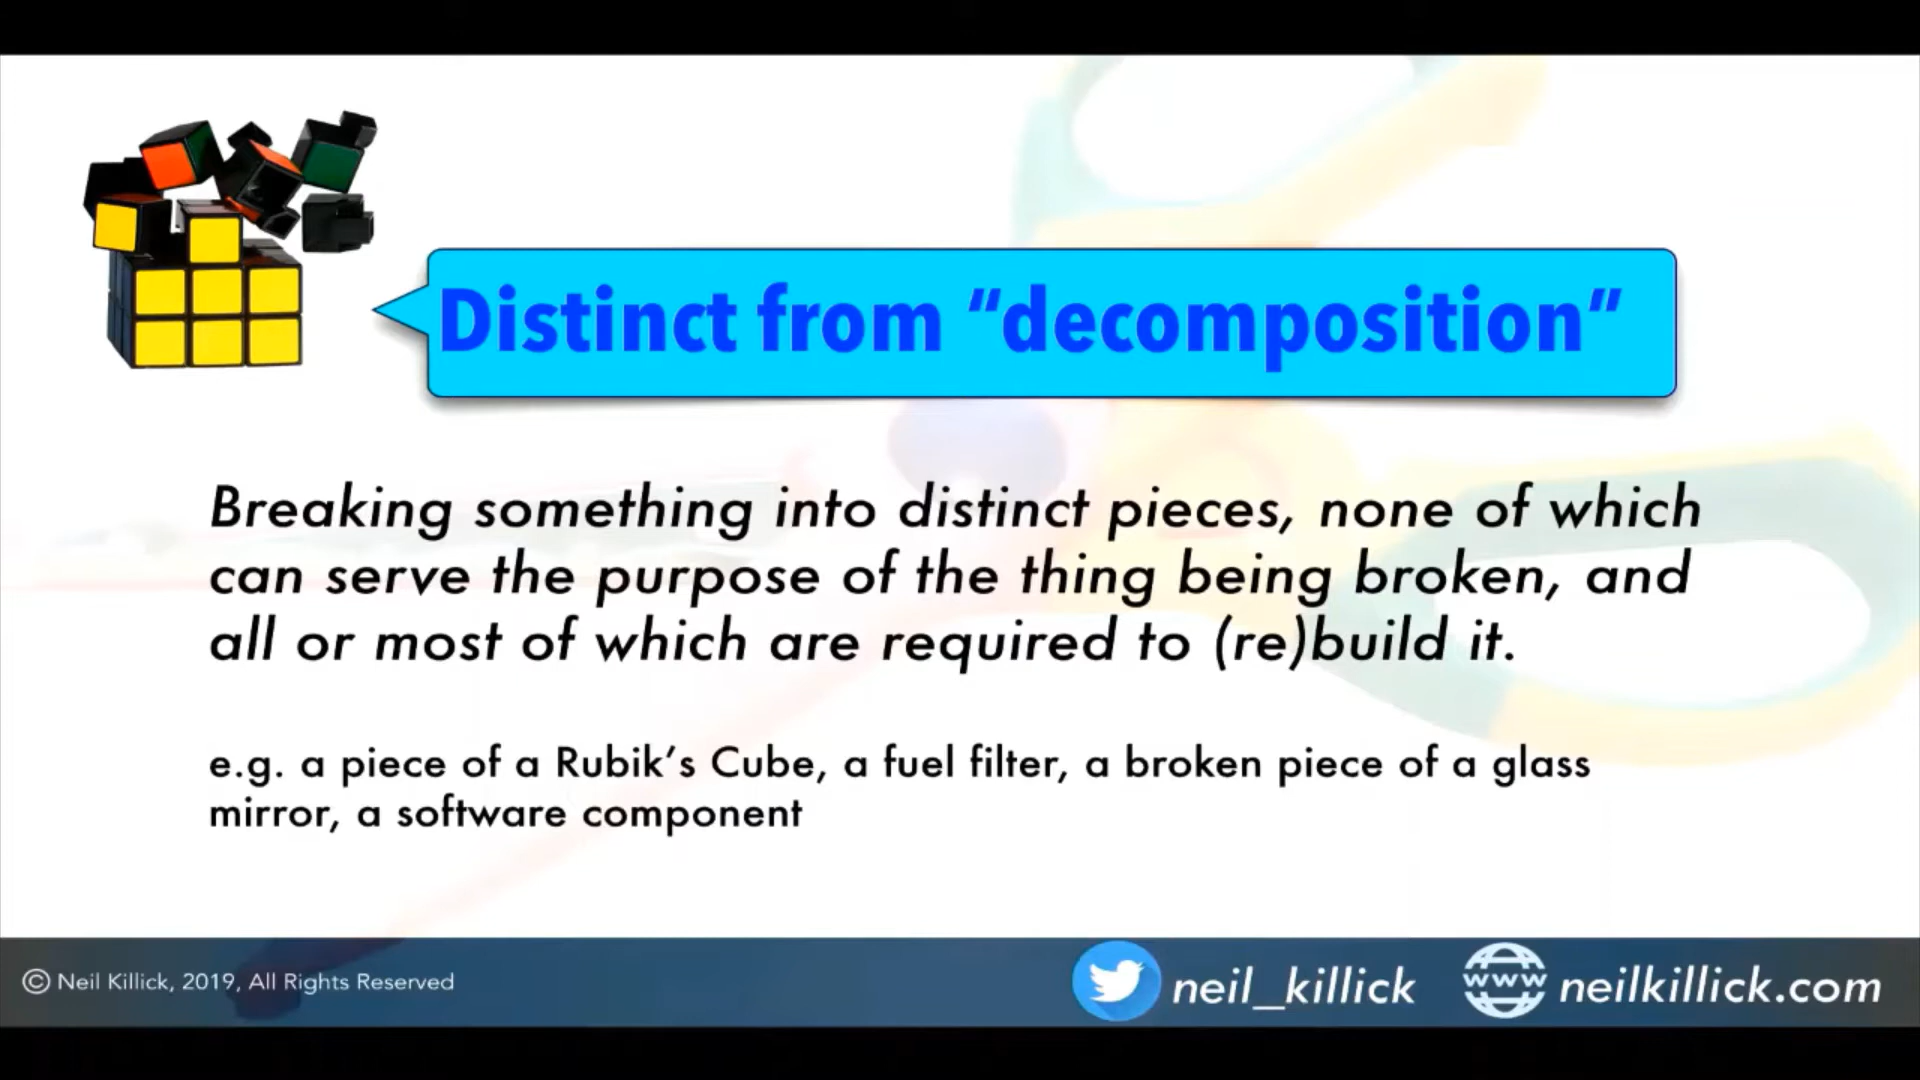 Distinct from “decomposition”
Breaking something into distinct pieces, none of which
can serve the purpose of the thing being broken, and
all or most of which are required to (re)build it.
e.g. a piece of a Rubik’s Cube, a fuel filter, a broken piece of a glass
mirror, a software component
© Neil Killick, 2019, All Rights Reserved
neil_killick
www
neilkillick.com